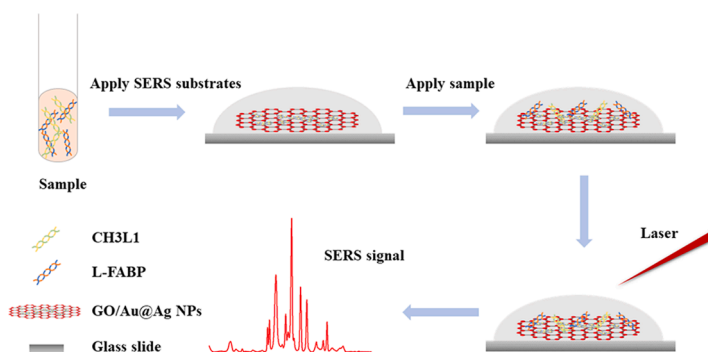 Apply SERS substrates
Apply sample
Sample
CH3L1
L-FABP
GO/Au@Ag NPs
Glass slide
SERS signal
Laser